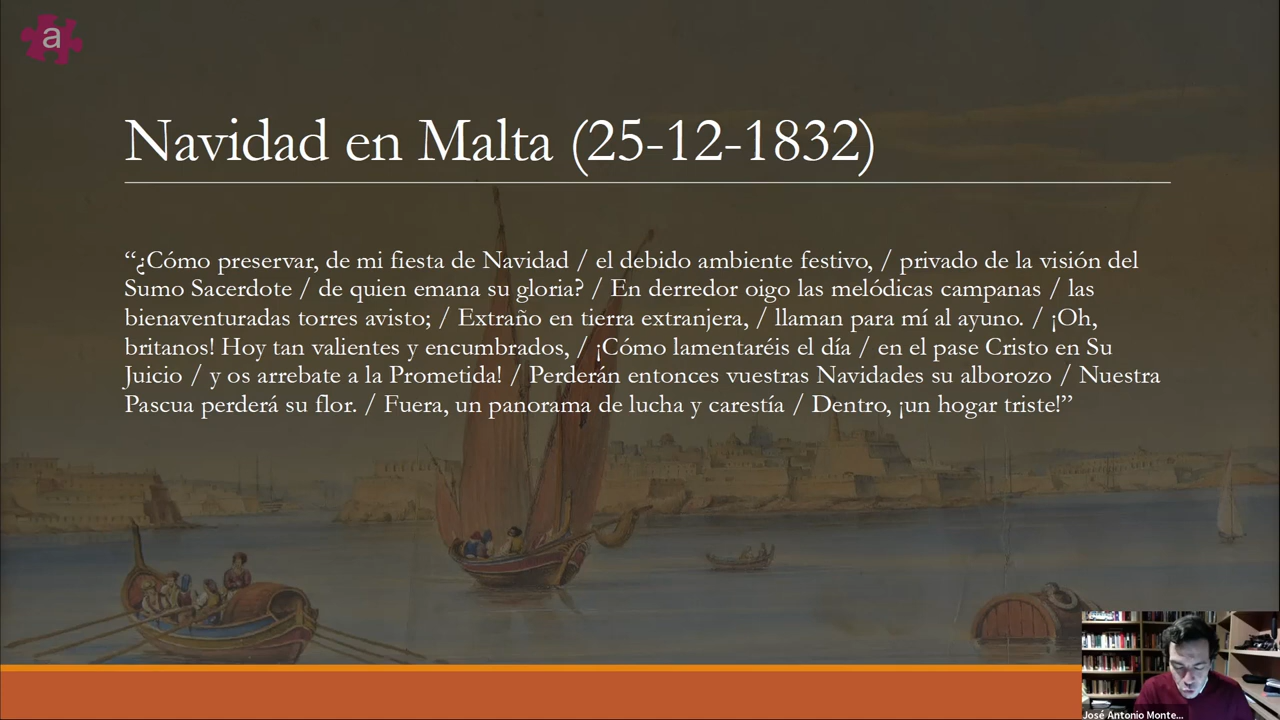 a
Navidad en Malta (25-12-1832)
“¿Cómo preservar, de mi fiesta de Navidad / el debido ambiente festivo, / privado de la visión del
Sumo Sacerdote / de quien emana su gloria? / En derredor oigo las melódicas campanas / las
bienaventuradas torres avisto; / Extraño en tierra extranjera, / llaman para mí al ayuno. / ¡Oh,
britanos! Hoy tan valientes y encumbrados, / ¡Cómo lamentaréis el día / en el pase Cristo en Su
Juicio / y os arrebate a la Prometida! / Perderán entonces vuestras Navidades su alborozo / Nuestra
Pascua perderá su flor. / Fuera, un panorama de lucha y carestía / Dentro, ¡un hogar triste!”
José Antonio Monte...